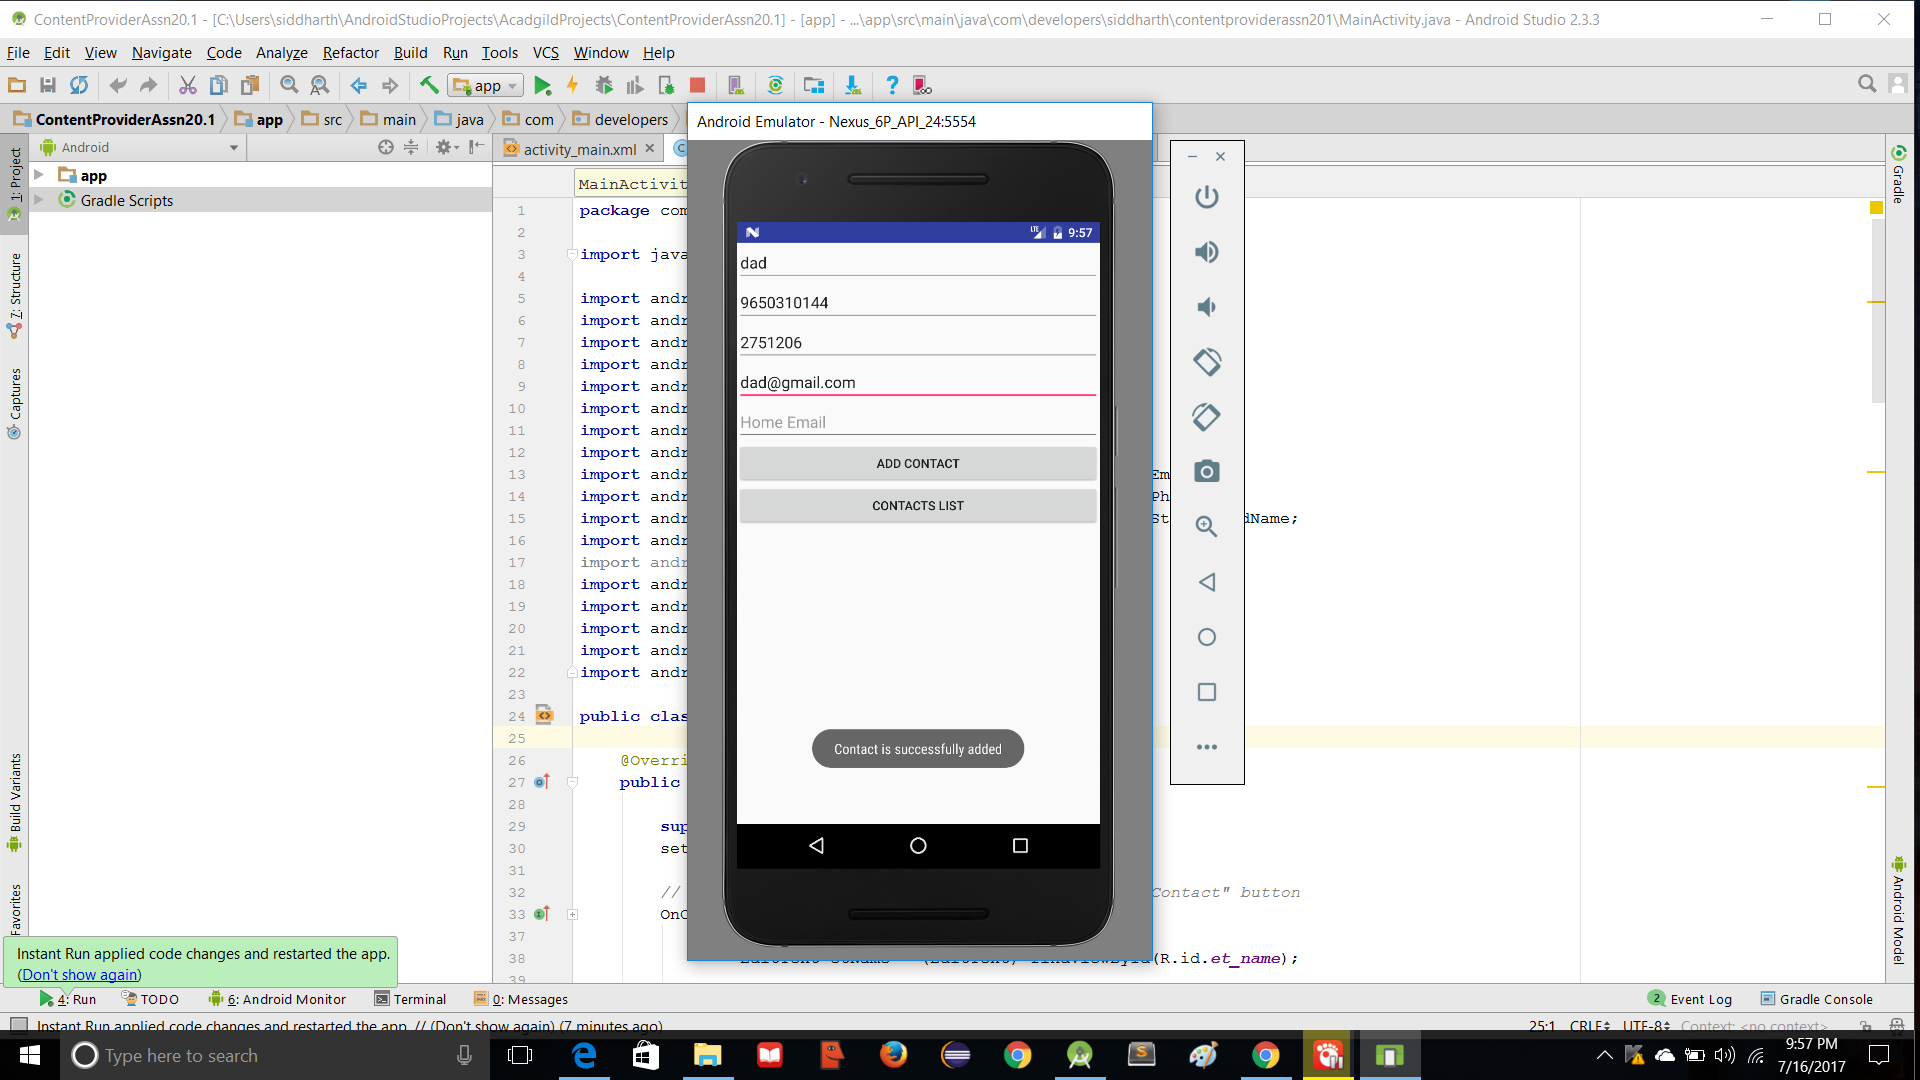 ContentProviderAssn20.1 - [C:\Users\siddharth\AndroidStudioProjects\AcadgildProjects\ContentProviderAssn20.1] - [app] - ...\app\src\main\java\com\developers\siddharth\contentproviderassn201\MainActivity.java - Android Studio 2.3.3
File Edit View Navigate Code Analyze Refactor Build Run Tools VCS Window Help
app
ContentProviderAssn20.1 app src main java com developers
Android Emulator - Nexus_6P_API_24:5554
Android
activity_main.xml
1: Project
7: Structure
Captures
Build Variants
Favorites
app
Gradle Scripts
MainActivit
1 package com
2
3 import java
4
5 import andr
6 import andr
7 import andr
8 import andr
9 import andr
10 import andr
11 import andr
12 import andr
13 import andr Em
14 import andr Ph
15 import andr St dName;
16 import andr
17 import andr
18 import andr
19 import andr
20 import andr
21 import andr
22 import andr
23
24 public clas
25
26 @Overri
27 public
28
29 sup
30 set
31
32 // Contact" button
33 OnC
37
38 (R.id.et_name);
39
LTE 9:57
dad
9650310144
2751206
dad@gmail.com
Home Email
ADD CONTACT
CONTACTS LIST
Contact is successfully added
Gradle
Android Model
Instant Run applied code changes and restarted the app.
(Don't show again)
4: Run TODO 6: Android Monitor Terminal 0: Messages 2 Event Log Gradle Console
Instant Run applied code changes and restarted the app. // (Don't show again) (7 minutes ago) 25:1 CRLF UTF-8 Context: <no context>
Type here to search
9:57 PM
7/16/2017